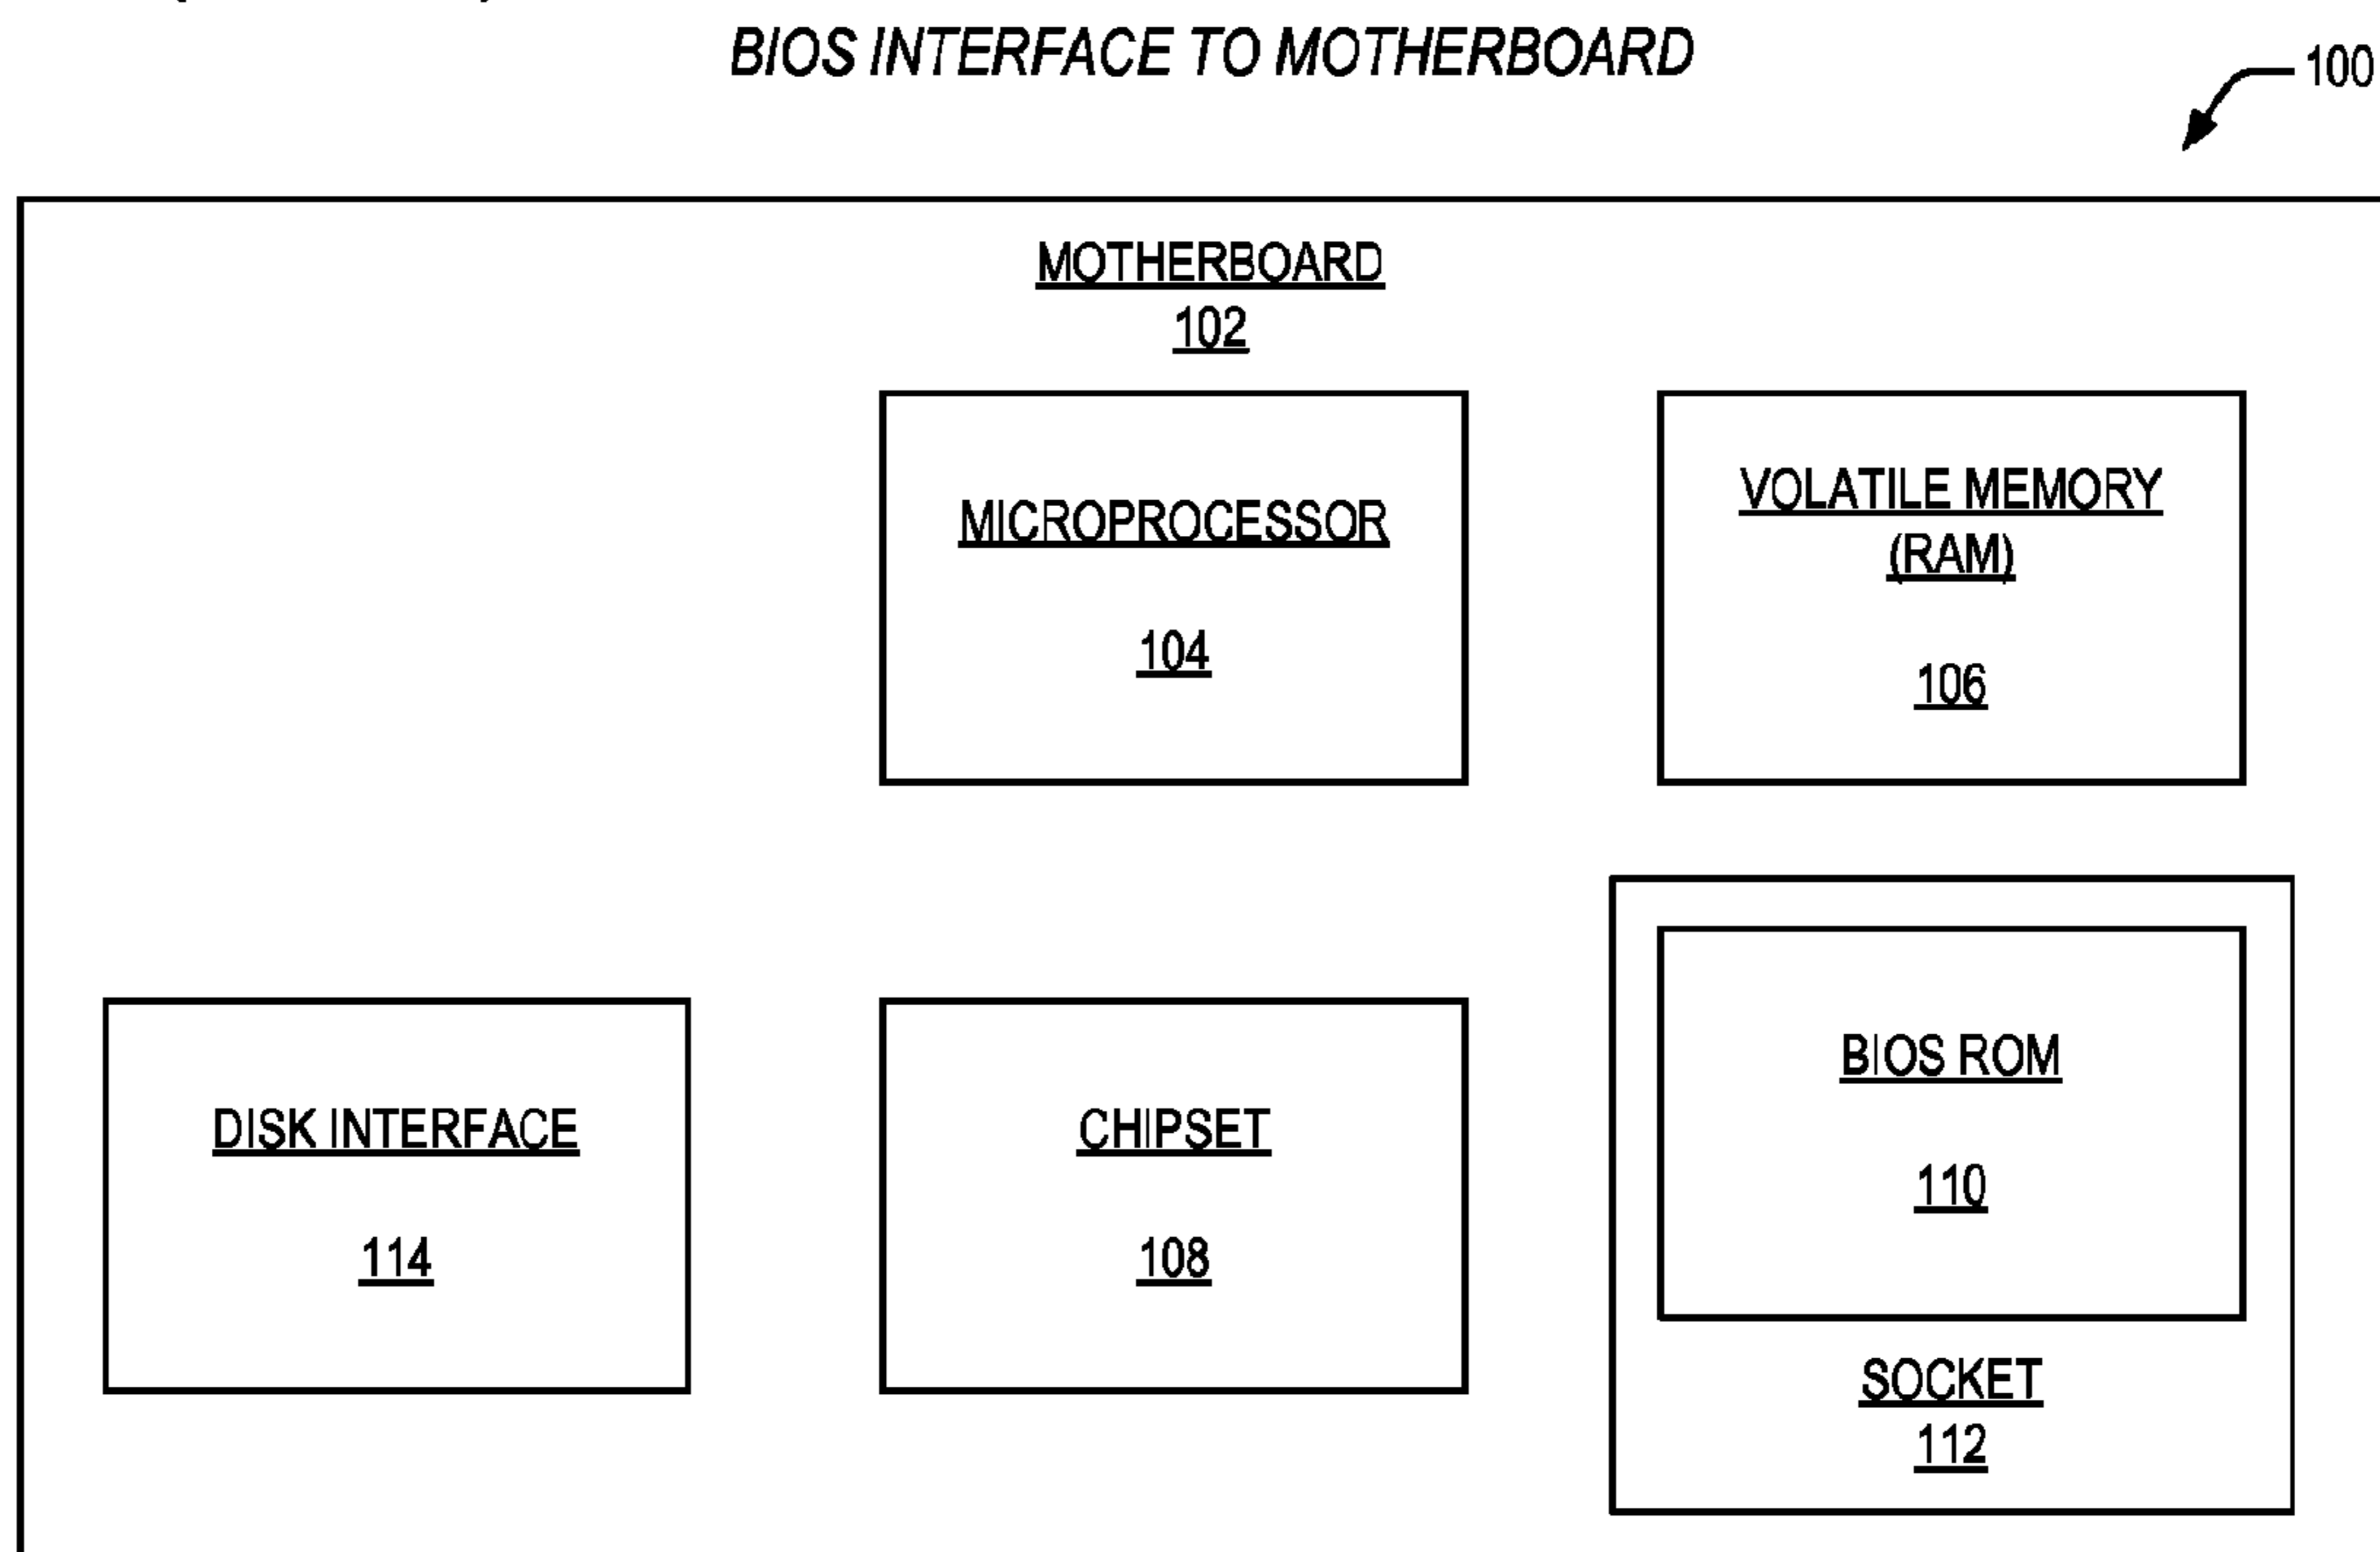 BIOS INTERFACE TO MOTHERBOARD
100
MOTHERBOARD
102
MICROPROCESSOR
104
VOLATILE MEMORY
(RAM)
106
DISK INTERFACE
114
CHIPSET
108
BIOS ROM
110
SOCKET
112